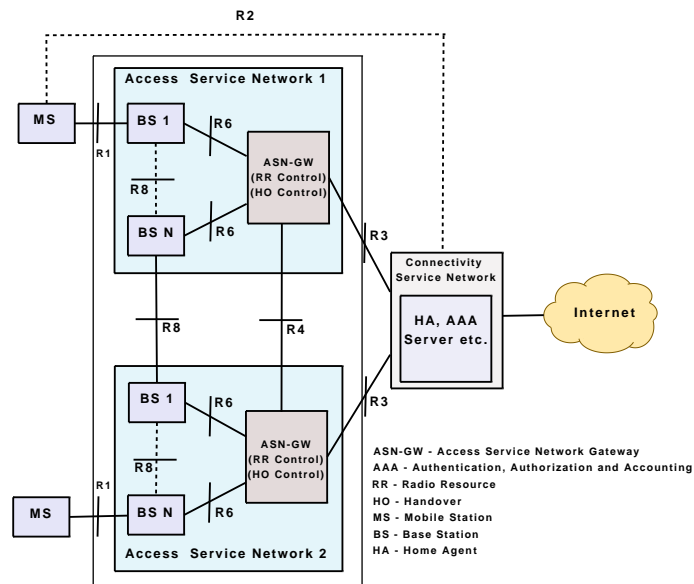 R2
Access Service Network 1
MS
BS 1
R6
R1
ASN-GW
(RR Control)
(HO Control)
R8
BS N
R6
R3
Connectivity
Service Network
HA, AAA
Server etc.
Internet
R8
R4
BS 1
R6
R3
ASN-GW
(RR Control)
(HO Control)
R8
R1
MS
BS N
R6
Access Service Network 2
ASN-GW - Access Service Network Gateway
AAA - Authentication, Authorization and Accounting
RR - Radio Resource
HO - Handover
MS - Mobile Station
BS - Base Station
HA - Home Agent